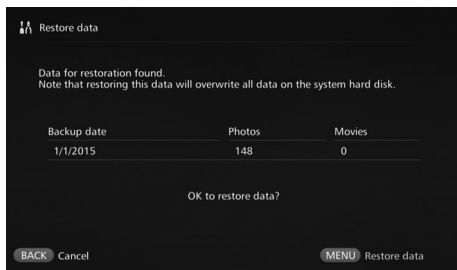 Restore data
Data for restoration found.
Note that restoring this data will overwrite all data on the system hard disk.
Backup date Photos Movies
1/1/2015 148 0
OK to restore data?
BACK Cancel MENU Restore data